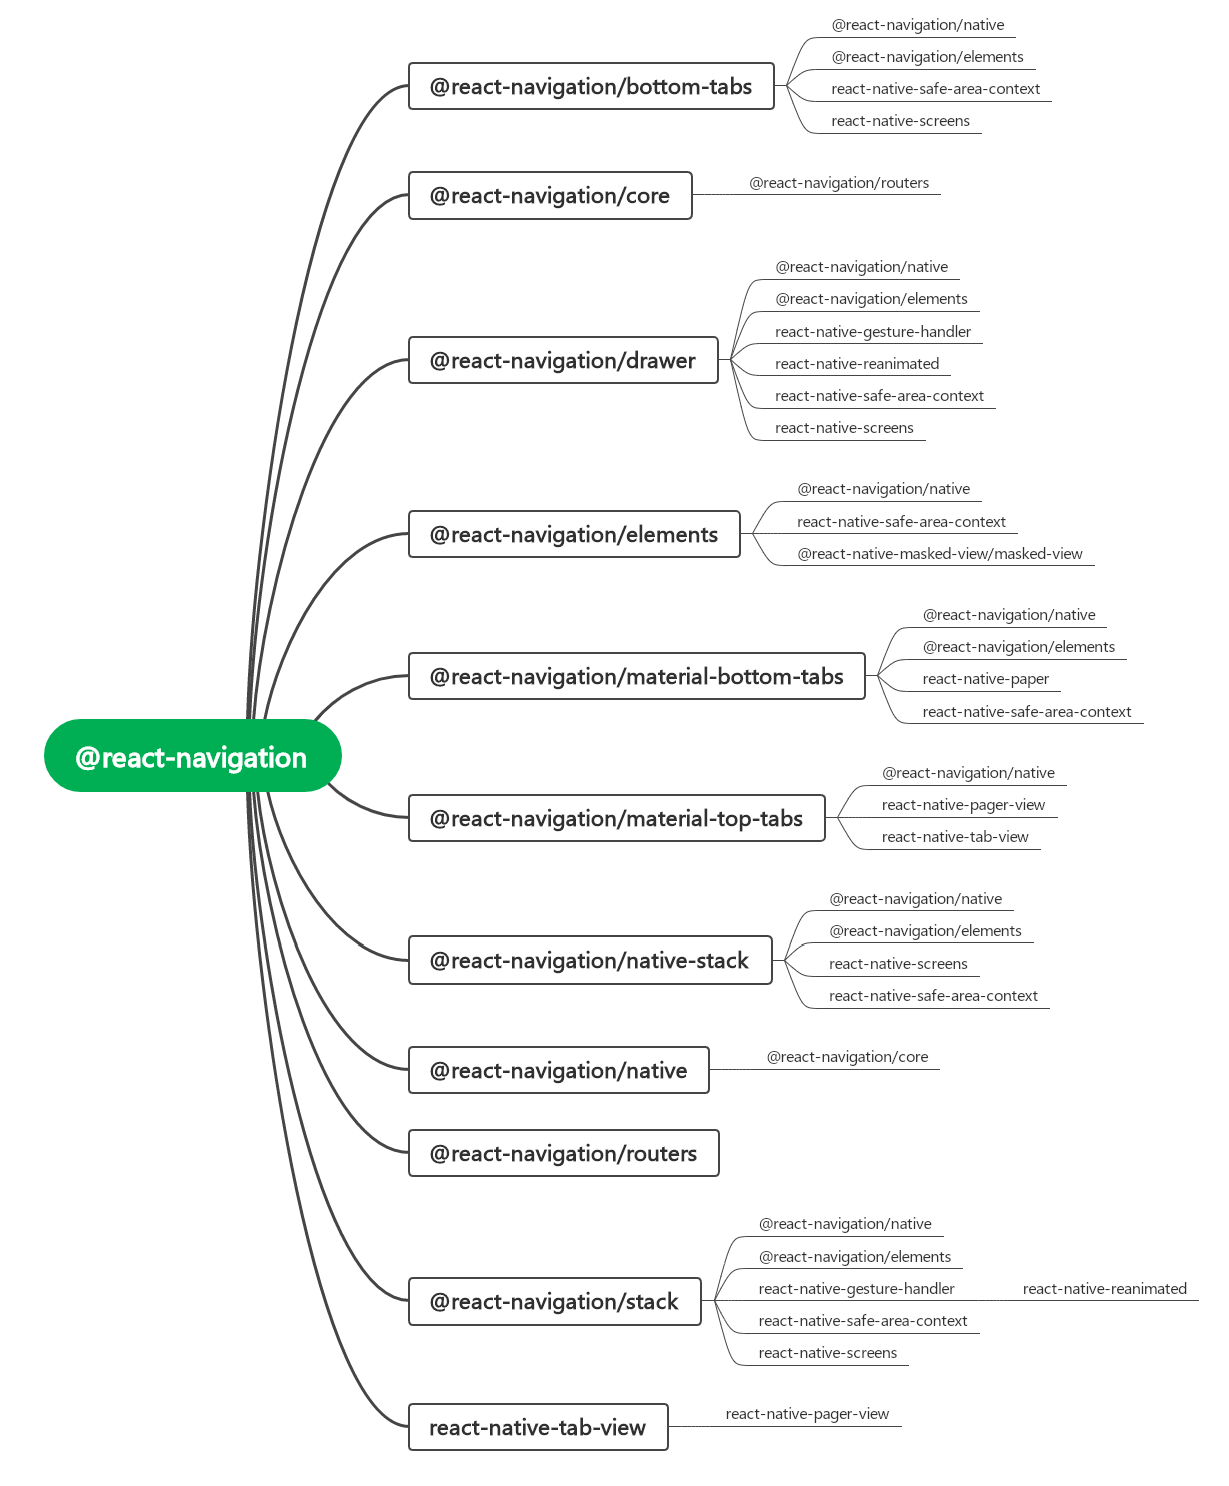 @react-navigation
@react-navigation/bottom-tabs
@react-navigation/native
@react-navigation/elements
react-native-safe-area-context
react-native-screens
@react-navigation/core
@react-navigation/routers
@react-navigation/drawer
@react-navigation/native
@react-navigation/elements
react-native-gesture-handler
react-native-reanimated
react-native-safe-area-context
react-native-screens
@react-navigation/elements
@react-navigation/native
react-native-safe-area-context
@react-native-masked-view/masked-view
@react-navigation/material-bottom-tabs
@react-navigation/native
@react-navigation/elements
react-native-paper
react-native-safe-area-context
@react-navigation/material-top-tabs
@react-navigation/native
react-native-pager-view
react-native-tab-view
@react-navigation/native-stack
@react-navigation/native
@react-navigation/elements
react-native-screens
react-native-safe-area-context
@react-navigation/native
@react-navigation/core
@react-navigation/routers
@react-navigation/stack
@react-navigation/native
@react-navigation/elements
react-native-gesture-handler
react-native-reanimated
react-native-safe-area-context
react-native-screens
react-native-tab-view
react-native-pager-view